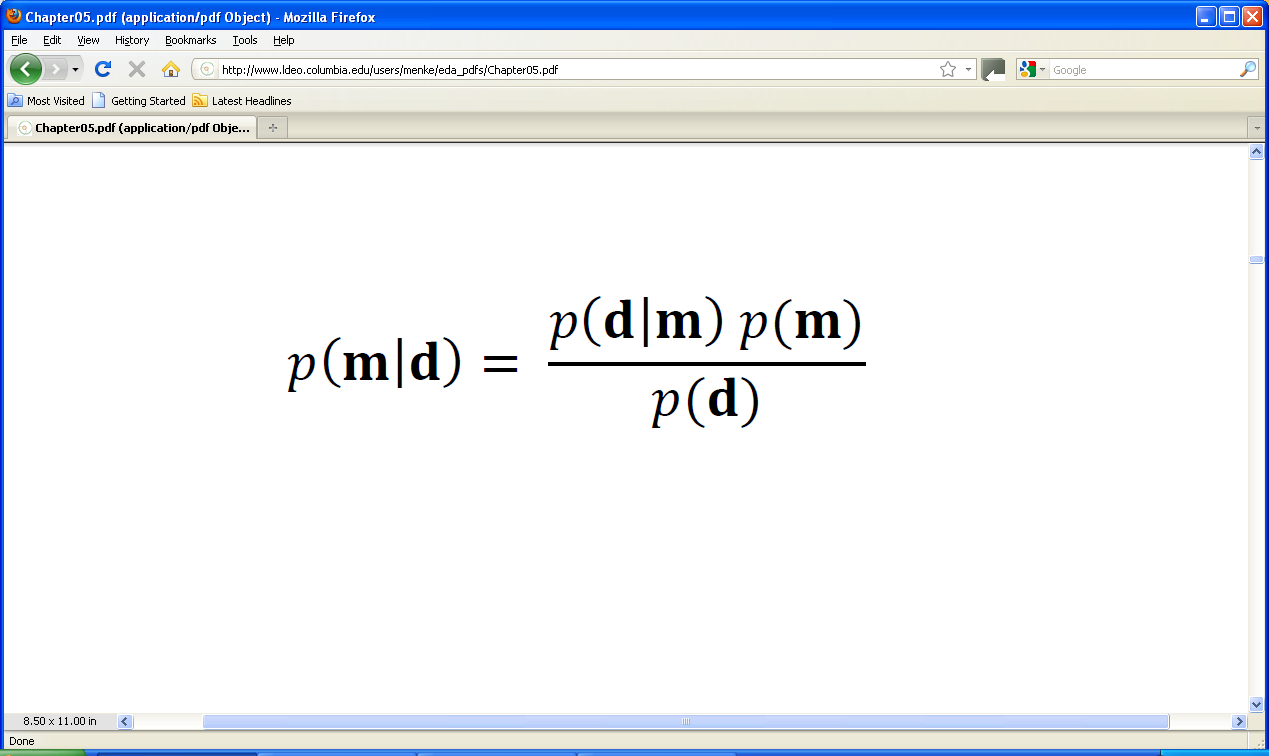 Chapter05.pdf (application/pdf Object) - Mozilla Firefox
File Edit View History Bookmarks Tools Help
http://www.ldeo.columbia.edu/users/menke/eda_pdfs/Chapter05.pdf
Google
Most Visited Getting Started Latest Headlines
Chapter05.pdf (application/pdf Obje...
p(d|m) p(m)
p(m|d) =
p(d)
8.50 x 11.00 in
Done